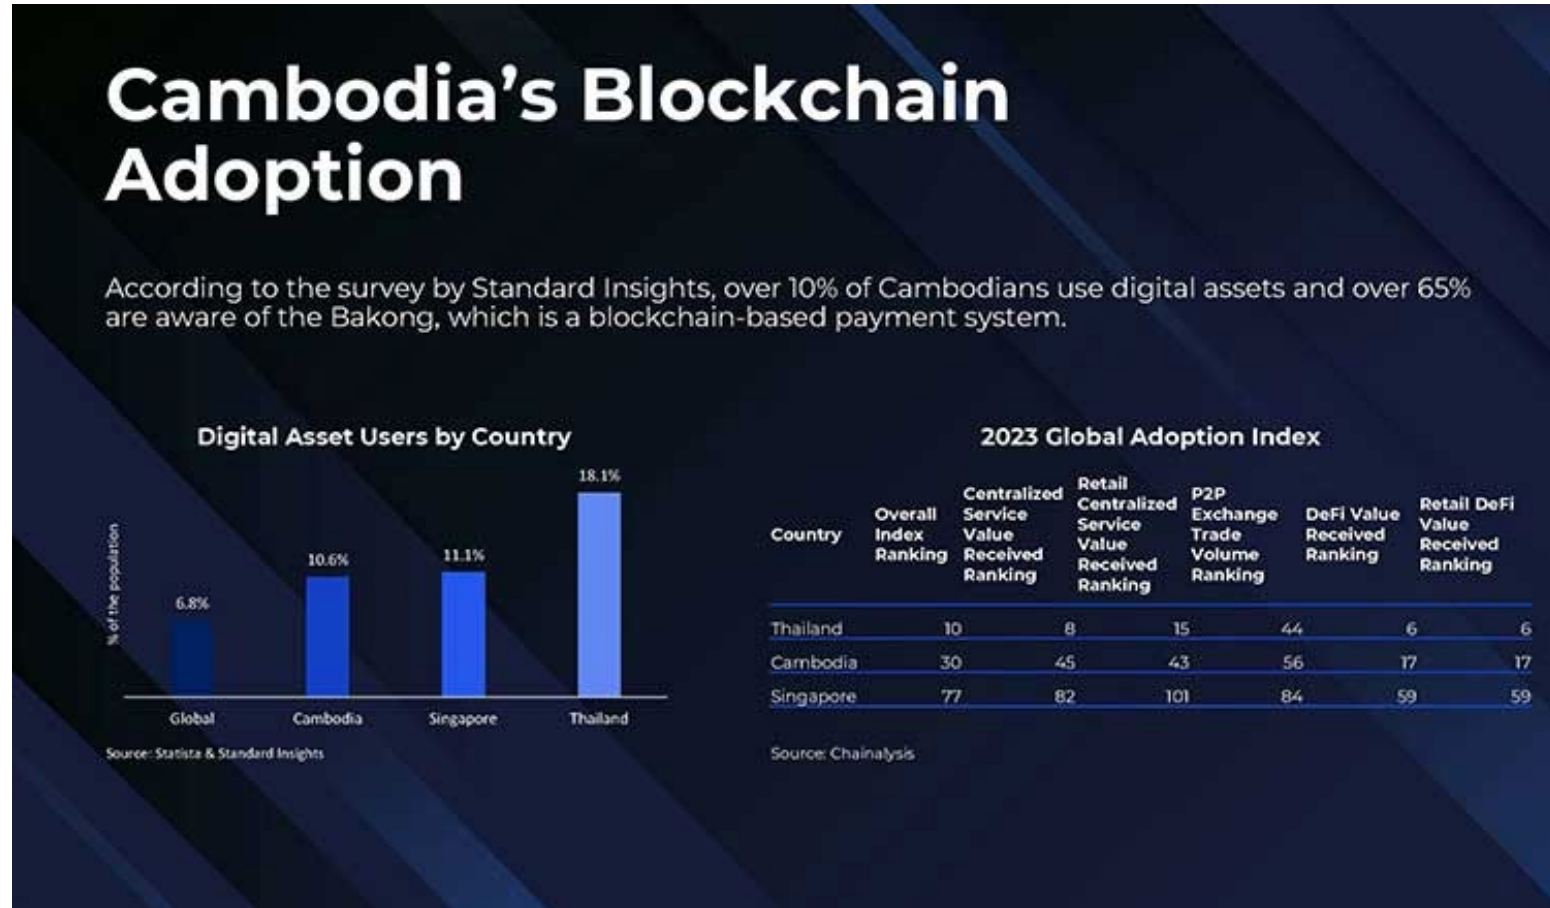 Cambodia's Blockchain
Adoption
According to the survey by Standard Insights, over 10% of Cambodians use digital assets and over 65%
are aware of the Bakong, which is a blockchain-based payment system.
Digital Asset Users by Country
% of the population
6.8%
10.6%
11.1%
18.1%
Global Cambodia Singapore Thailand
Source: Statista & Standard Insights
2023 Global Adoption Index
Country
Overall
Index
Ranking
Centralized
Service
Value
Received
Ranking
Retail
Centralized
Service
Value
Received
Ranking
P2P
Exchange
Trade
Volume
Ranking
DeFi Value
Received
Ranking
Retail DeFi
Value
Received
Ranking
Thailand 10 8 15 44 6 6
Cambodia 30 45 43 56 17 17
Singapore 77 82 101 84 59 59
Source: Chainalysis